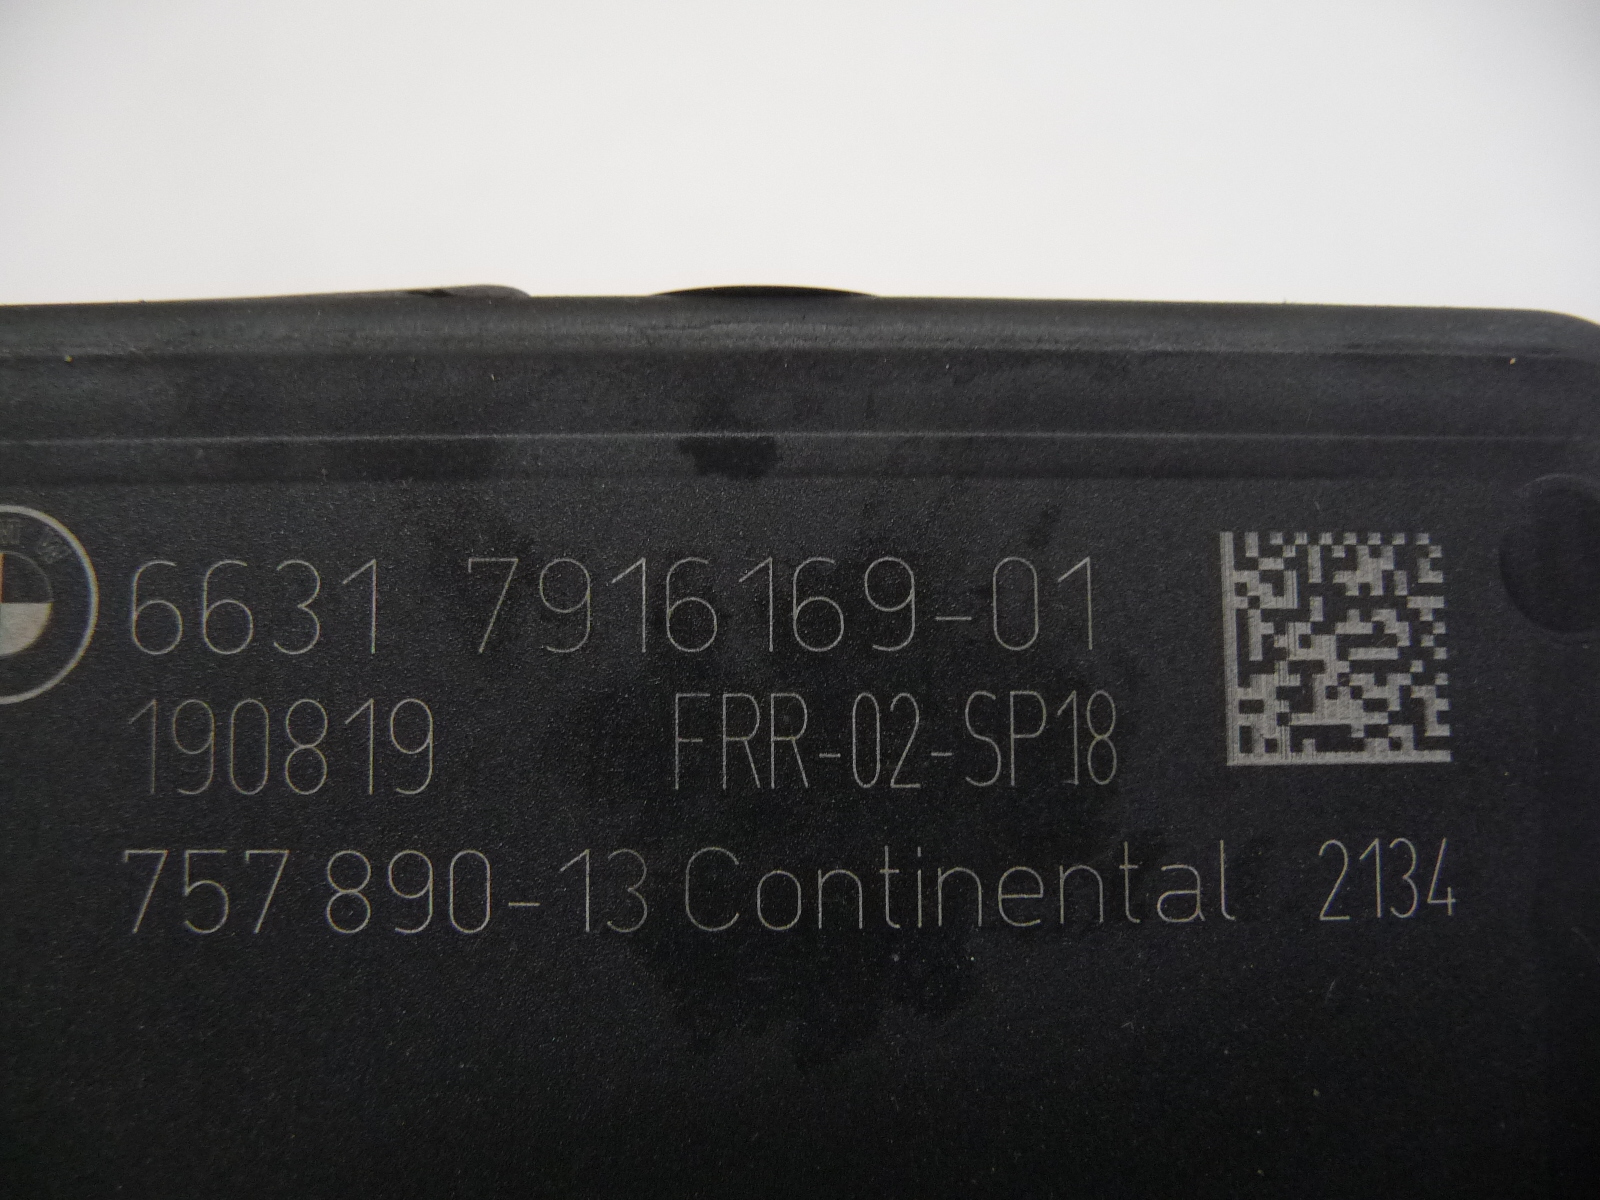 6631 7916169-01
190819 FRR-02-SP18
757 890-13 Continental 2134